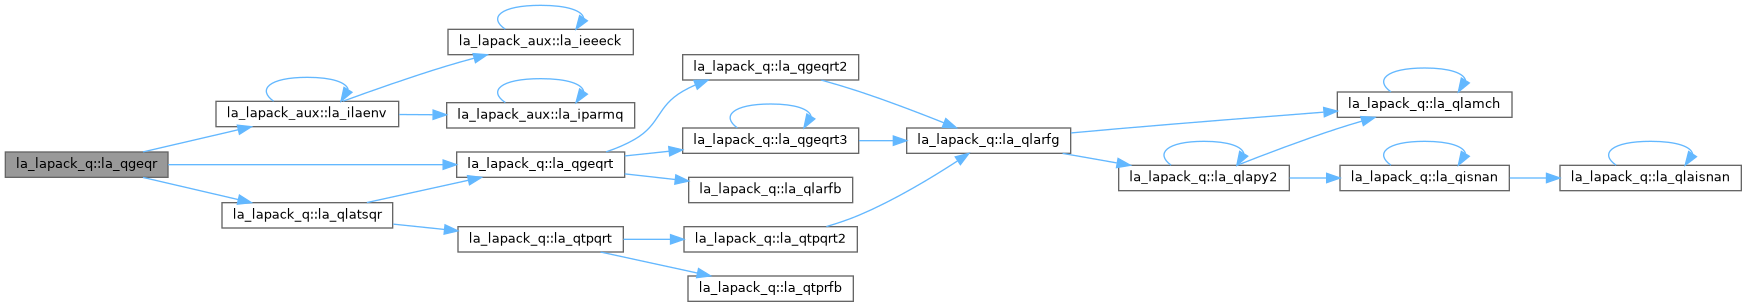 la_lapack_aux::la_ieeeck
la_lapack_q::la_qgeqrt2
la_lapack_q::la_qlamch
la_lapack_aux::la_ilaenv
la_lapack_aux::la_iparmq
la_lapack_q::la_qgeqrt3
la_lapack_q::la_qlarfg
la_lapack_q::la_qgeqr
la_lapack_q::la_qgeqrt
la_lapack_q::la_qlapy2
la_lapack_q::la_qisnan
la_lapack_q::la_qlaisnan
la_lapack_q::la_qlarfb
la_lapack_q::la_qlatsqr
la_lapack_q::la_qtpqrt
la_lapack_q::la_qtpqrt2
la_lapack_q::la_qtprfb